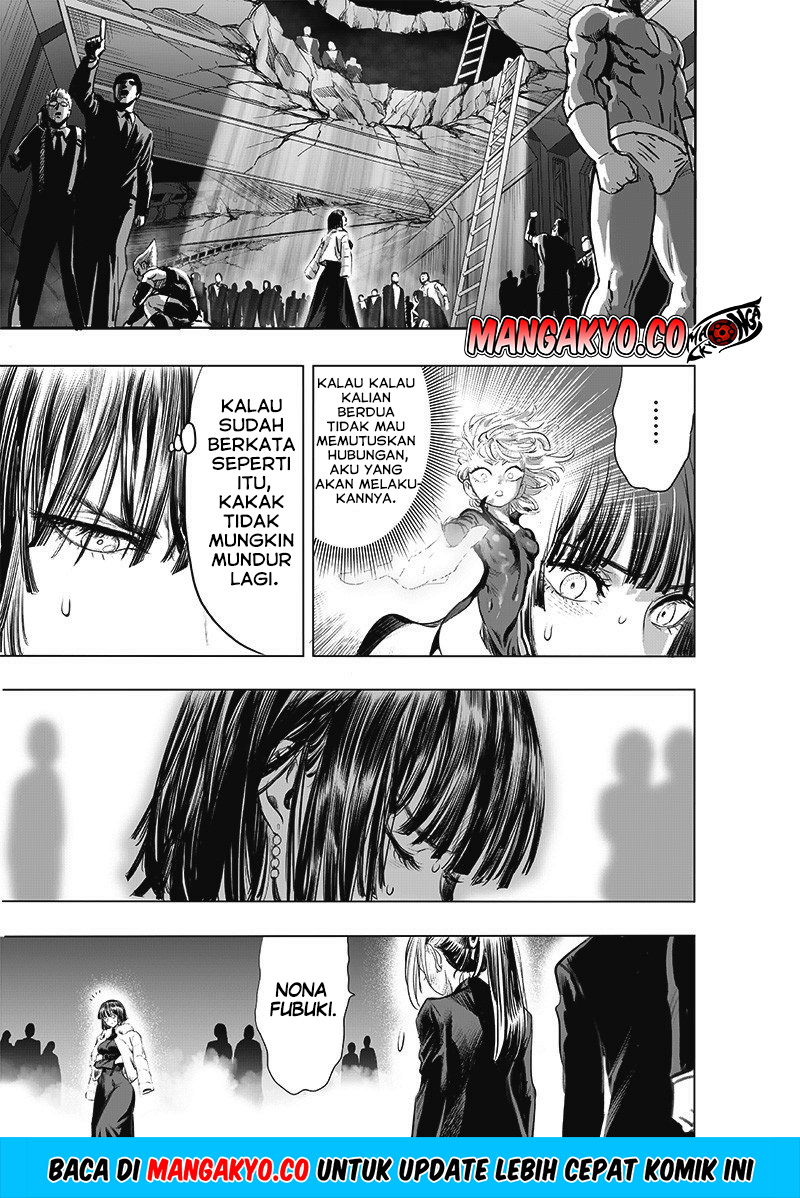 MANGAKYO.CO
MANGAKYO
.......
KALAU KALAU
KALIAN
BERDUA
TIDAK MAU
MEMUTUSKAN
HUBUNGAN,
AKU YANG
AKAN MELAKU-
KANNYA.
KALAU
SUDAH
BERKATA
SEPERTI
ITU,
KAKAK
TIDAK
MUNGKIN
MUNDUR
LAGI.
NONA
FUBUKI.
BACA DI MANGAKYO.CO UNTUK UPDATE LEBIH CEPAT KOMIK INI